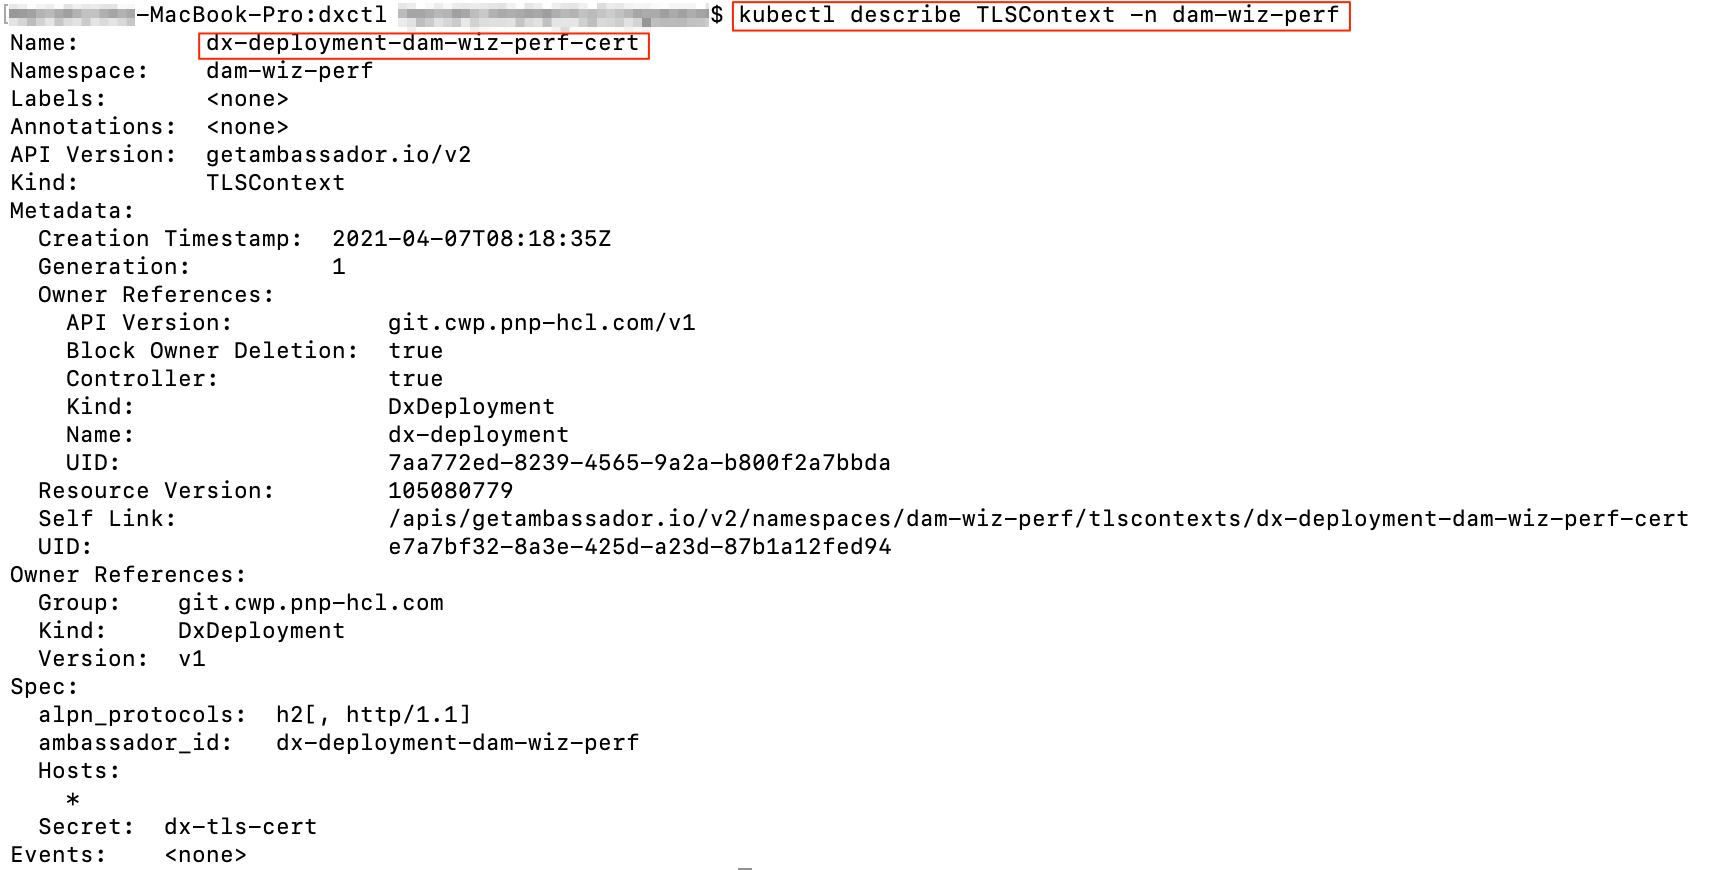 -MacBook-Pro:dxctl $ kubectl describe TLSContext -n dam-wiz-perf
Name: dx-deployment-dam-wiz-perf-cert
Namespace: dam-wiz-perf
Labels: <none>
Annotations: <none>
API Version: getambassador.io/v2
Kind: TLSContext
Metadata:
Creation Timestamp: 2021-04-07T08:18:35Z
Generation: 1
Owner References:
API Version: git.cwp.pnp-hcl.com/v1
Block Owner Deletion: true
Controller: true
Kind: DxDeployment
Name: dx-deployment
UID: 7aa772ed-8239-4565-9a2a-b800f2a7bbda
Resource Version: 105080779
Self Link: /apis/getambassador.io/v2/namespaces/dam-wiz-perf/tlscontexts/dx-deployment-dam-wiz-perf-cert
UID: e7a7bf32-8a3e-425d-a23d-87b1a12fed94
Owner References:
Group: git.cwp.pnp-hcl.com
Kind: DxDeployment
Version: v1
Spec:
alpn_protocols: h2[, http/1.1]
ambassador_id: dx-deployment-dam-wiz-perf
Hosts:
*
Secret: dx-tls-cert
Events: <none>